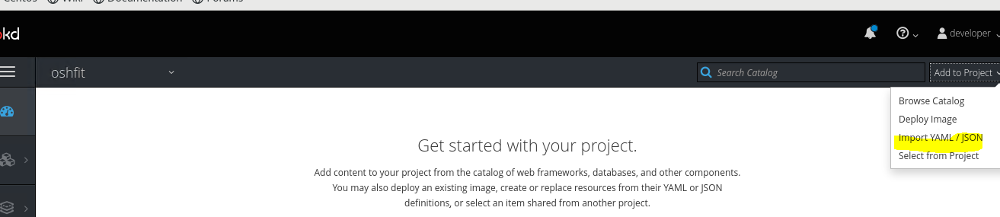 Centos Wiki Documentation Forums
okd
developer
oshfit
Search Catalog
Add to Project
Browse Catalog
Deploy Image
Import YAML / JSON
Select from Project
Get started with your project.
Add content to your project from the catalog of web frameworks, databases, and other components.
You may also deploy an existing image, create or replace resources from their YAML or JSON
definitions, or select an item shared from another project.